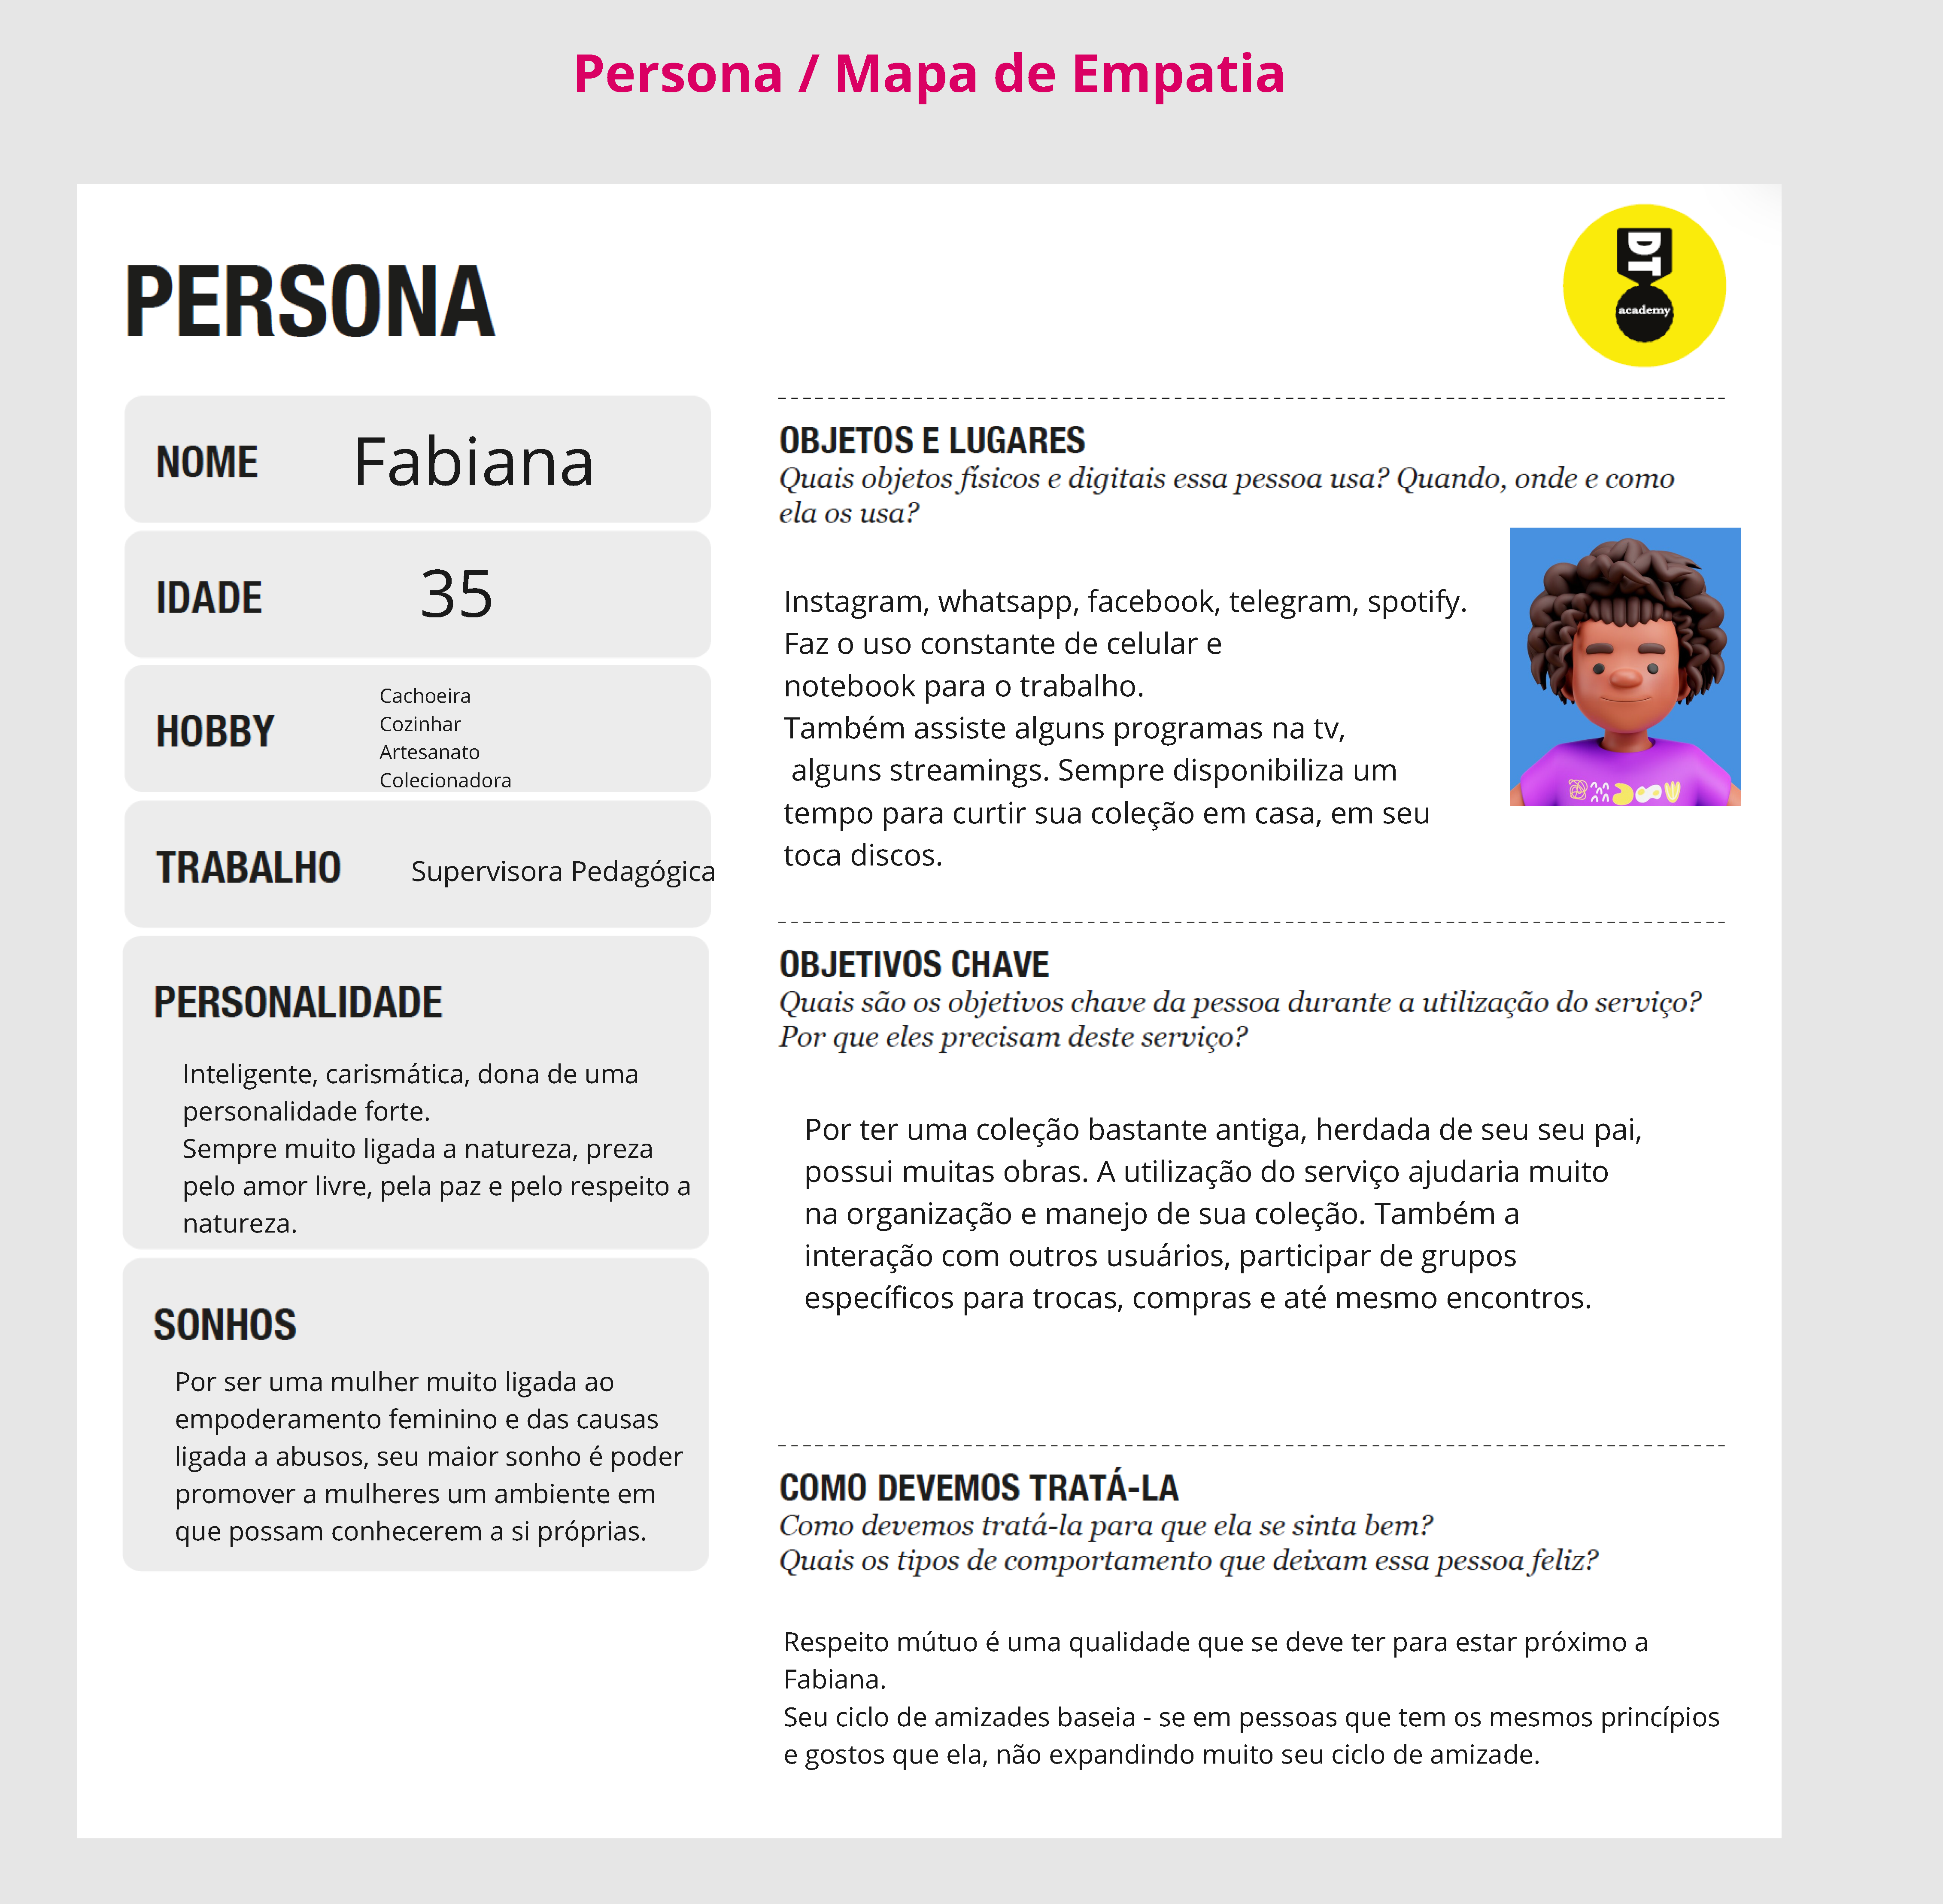 Persona / Mapa de Empatia
PERSONA
DT
academy
NOME
Fabiana
IDADE
35
HOBBY
Cachoeira
Cozinhar
Artesanato
Colecionadora
TRABALHO
Supervisora Pedagógica
PERSONALIDADE
Inteligente, carismática, dona de uma
personalidade forte.
Sempre muito ligada a natureza, preza
pelo amor livre, pela paz e pelo respeito a
natureza.
SONHOS
Por ser uma mulher muito ligada ao
empoderamento feminino e das causas
ligada a abusos, seu maior sonho é poder
promover a mulheres um ambiente em
que possam conhecerem a si próprias.
OBJETOS E LUGARES
Quais objetos físicos e digitais essa pessoa usa? Quando, onde e como
ela os usa?
Instagram, whatsapp, facebook, telegram, spotify.
Faz o uso constante de celular e
notebook para o trabalho.
Também assiste alguns programas na tv,
alguns streamings. Sempre disponibiliza um
tempo para curtir sua coleção em casa, em seu
toca discos.
OBJETIVOS CHAVE
Quais são os objetivos chave da pessoa durante a utilização do serviço?
Por que eles precisam deste serviço?
Por ter uma coleção bastante antiga, herdada de seu seu pai,
possui muitas obras. A utilização do serviço ajudaria muito
na organização e manejo de sua coleção. Também a
interação com outros usuários, participar de grupos
específicos para trocas, compras e até mesmo encontros.
COMO DEVEMOS TRATÁ-LA
Como devemos tratá-la para que ela se sinta bem?
Quais os tipos de comportamento que deixam essa pessoa feliz?
Respeito mútuo é uma qualidade que se deve ter para estar próximo a
Fabiana.
Seu ciclo de amizades baseia - se em pessoas que tem os mesmos princípios
e gostos que ela, não expandindo muito seu ciclo de amizade.